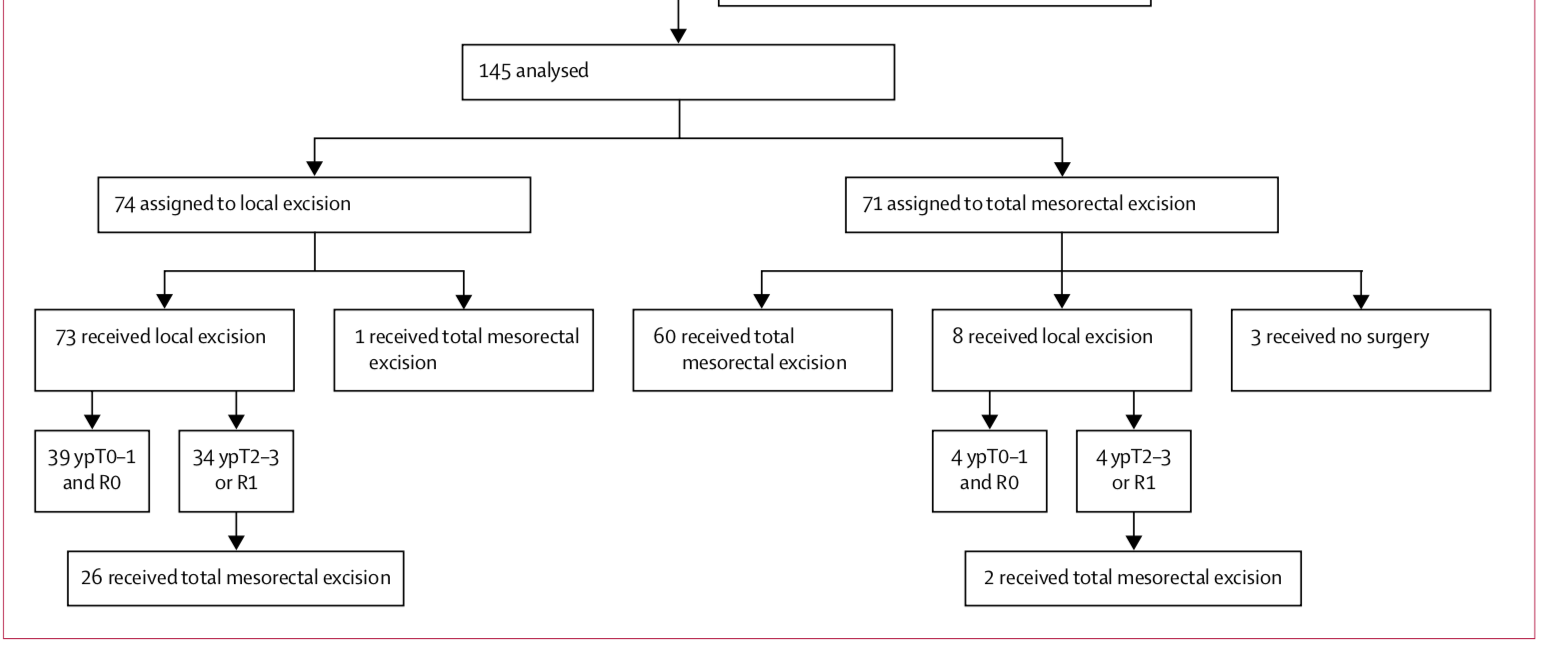 145 analysed
74 assigned to local excision
71 assigned to total mesorectal excision
73 received local excision
1 received total mesorectal
excision
60 received total
mesorectal excision
8 received local excision
3 received no surgery
39 ypT0–1
and R0
34 ypT2–3
or R1
4 ypT0–1
and R0
4 ypT2–3
or R1
26 received total mesorectal excision
2 received total mesorectal excision